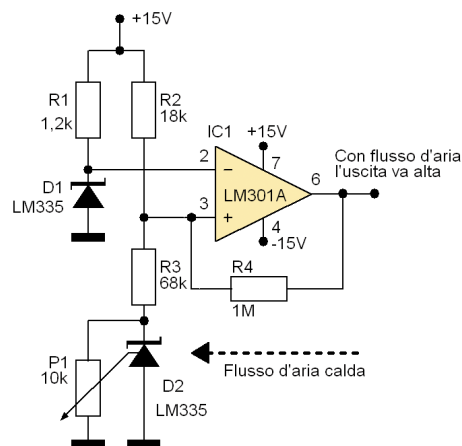 +15V
R1
1,2k
R2
18k
IC1
+15V
2
7
Con flusso d'aria
l'uscita va alta
−
LM301A
6
D1
LM335
3
+
4
-15V
R3
68k
R4
1M
P1
10k
D2
LM335
Flusso d'aria calda